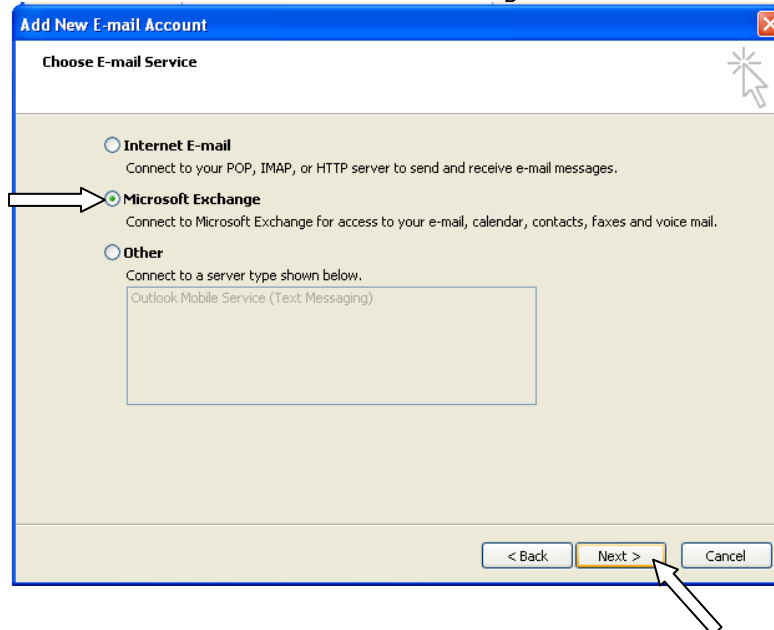 Add New E-mail Account
Choose E-mail Service
Internet E-mail
Connect to your POP, IMAP, or HTTP server to send and receive e-mail messages.
Microsoft Exchange
Connect to Microsoft Exchange for access to your e-mail, calendar, contacts, faxes and voice mail.
Other
Connect to a server type shown below.
Outlook Mobile Service (Text Messaging)
< Back Next > Cancel